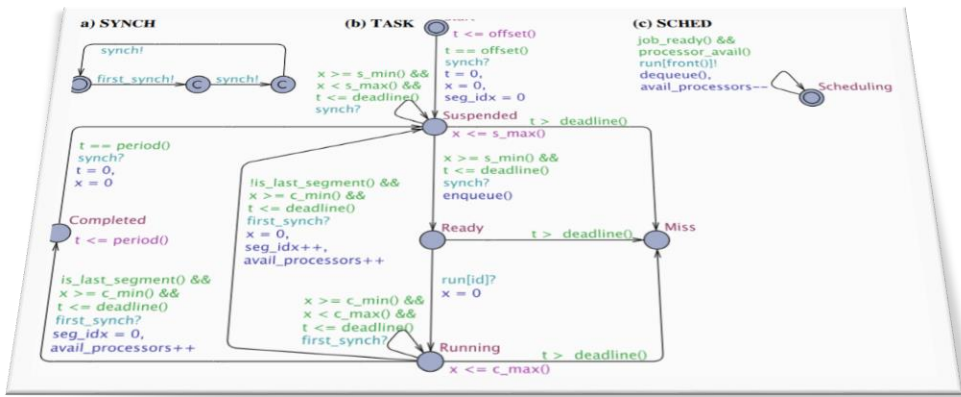 a) SYNCH
synch!
first_synch!
C
synch!
C
(b) TASK
Start
t <= offset()
t == offset()
synch?
t = 0,
x = 0,
seg_idx = 0
x >= s_min() &&
x < s_max() &&
t <= deadline()
synch?
Suspended
x <= s_max()
t > deadline()
t == period()
synch?
t = 0,
x = 0
Completed
t <= period()
!is_last_segment() &&
x >= c_min() &&
t <= deadline()
first_synch?
x = 0,
seg_idx++,
avail_processors++
x >= s_min() &&
t <= deadline()
synch?
enqueue()
Ready
t > deadline()
Miss
is_last_segment() &&
x >= c_min() &&
t <= deadline()
first_synch?
seg_idx = 0,
avail_processors++
x >= c_min() &&
x < c_max() &&
t <= deadline()
first_synch?
run[id]?
x = 0
Running
x <= c_max()
t > deadline()
(c) SCHED
job_ready() &&
processor_avail()
run[front()]!
dequeue(),
avail_processors--
Scheduling